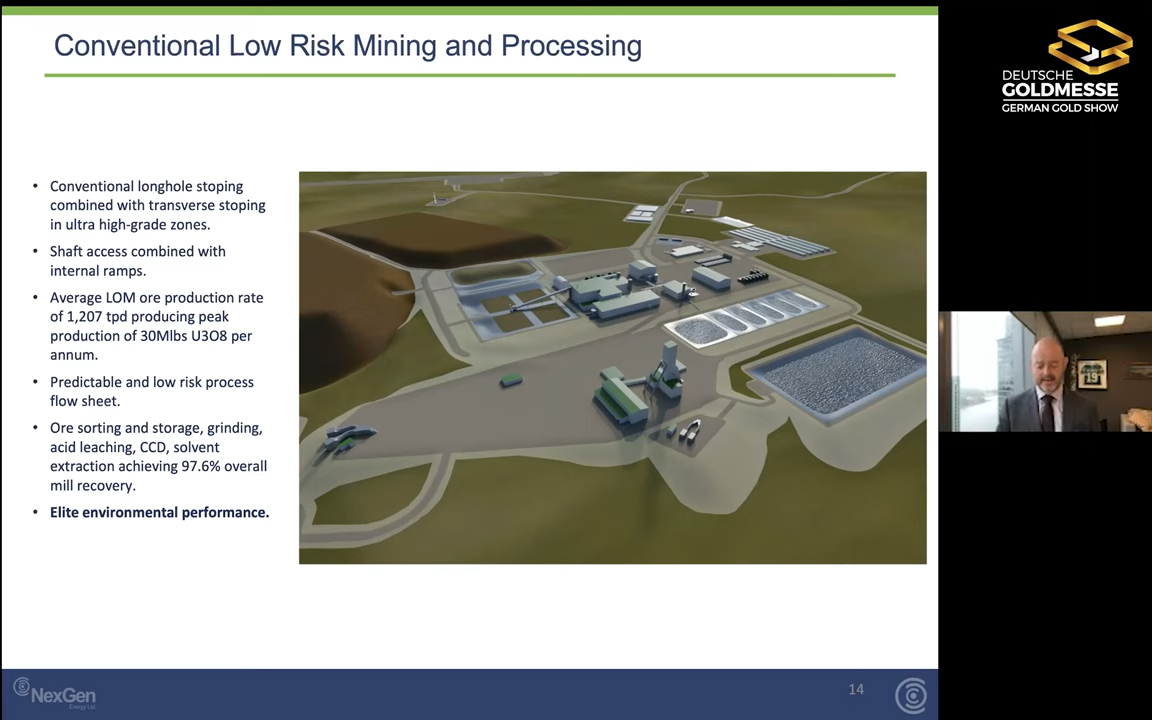 Conventional Low Risk Mining and Processing
DEUTSCHE
GOLDMESSE
GERMAN GOLD SHOW
• Conventional longhole stoping
combined with transverse stoping
in ultra high-grade zones.
• Shaft access combined with
internal ramps.
• Average LOM ore production rate
of 1,207 tpd producing peak
production of 30Mlbs U3O8 per
annum.
• Predictable and low risk process
flow sheet.
• Ore sorting and storage, grinding,
acid leaching, CCD, solvent
extraction achieving 97.6% overall
mill recovery.
• Elite environmental performance.
19
NexGen
Energy Ltd.
14